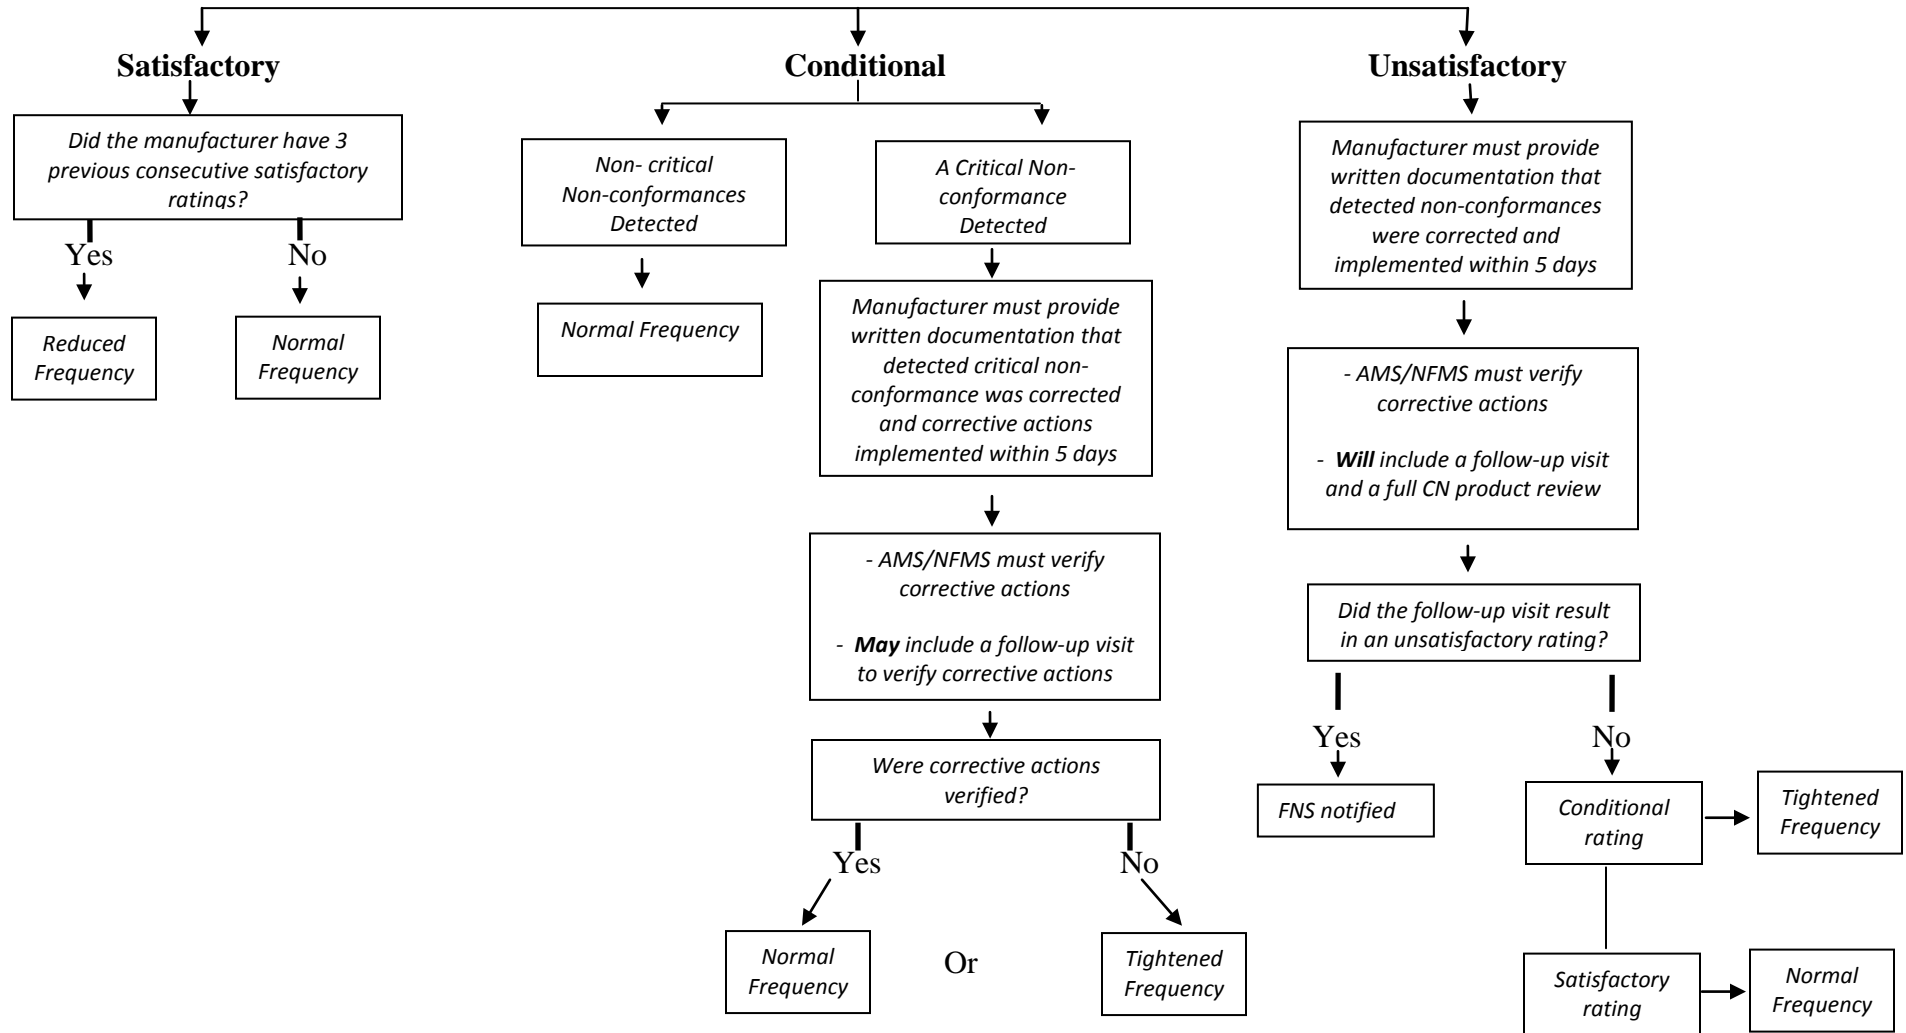 Satisfactory
Did the manufacturer have 3
previous consecutive satisfactory
ratings?
Yes
No
Reduced
Frequency
Normal
Frequency
Conditional
Non- critical
Non-conformances
Detected
Normal Frequency
A Critical Non-
conformance
Detected
Manufacturer must provide
written documentation that
detected critical non-
conformance was corrected
and corrective actions
implemented within 5 days
- AMS/NFMS must verify
corrective actions
- May include a follow-up visit
to verify corrective actions
Were corrective actions
verified?
Yes
No
Normal
Frequency
Or
Tightened
Frequency
Unsatisfactory
Manufacturer must provide
written documentation that
detected non-conformances
were corrected and
implemented within 5 days
- AMS/NFMS must verify
corrective actions
- Will include a follow-up visit
and a full CN product review
Did the follow-up visit result
in an unsatisfactory rating?
Yes
No
FNS notified
Conditional
rating
Tightened
Frequency
Satisfactory
rating
Normal
Frequency